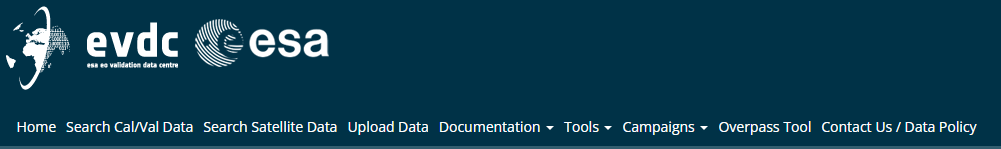 evdc esa
esa eo validation data centre
Home Search Cal/Val Data Search Satellite Data Upload Data Documentation Tools Campaigns Overpass Tool Contact Us / Data Policy